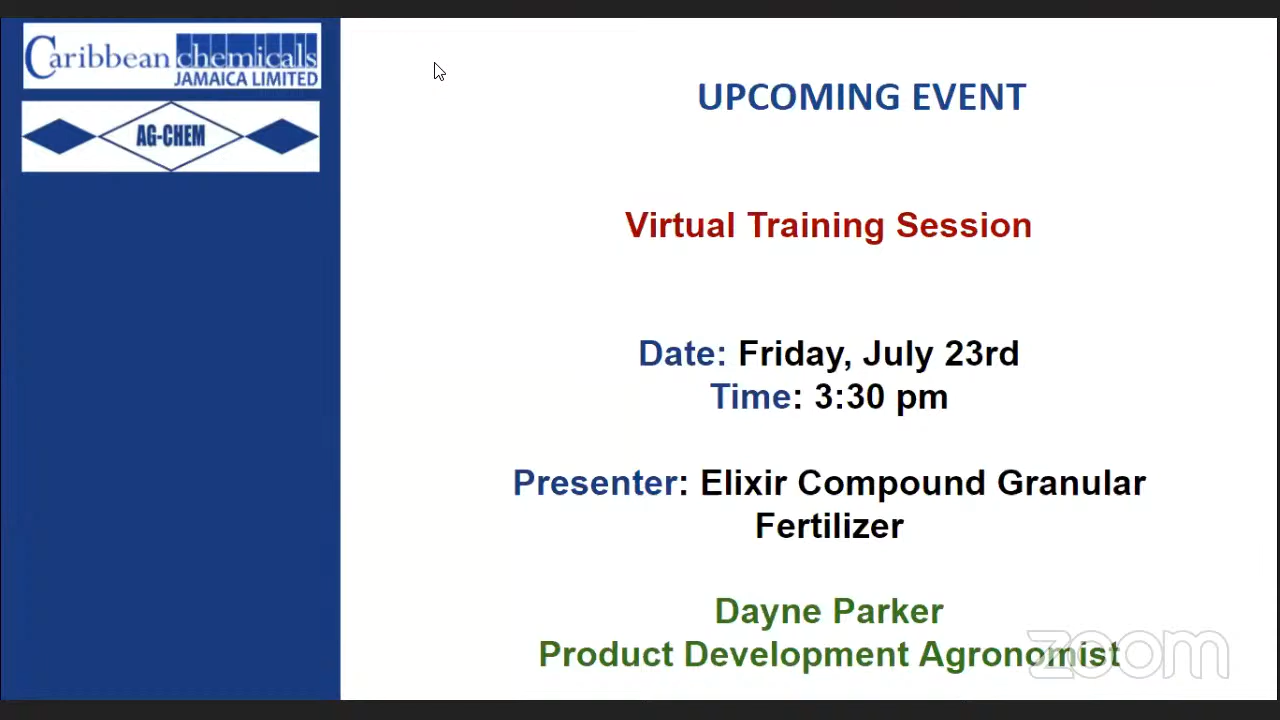 Caribbean chemicals
JAMAICA LIMITED
AG-CHEM
UPCOMING EVENT
Virtual Training Session
Date: Friday, July 23rd
Time: 3:30 pm
Presenter: Elixir Compound Granular
Fertilizer
Dayne Parker
Product Development Agronomist
zoom